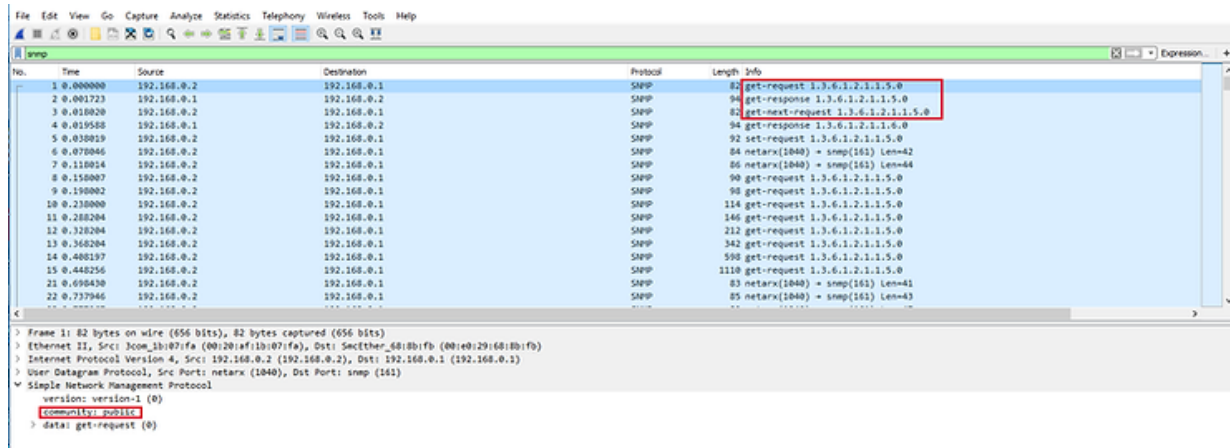 File Edit View Go Capture Analyze Statistics Telephony Wireless Tools Help
snmp Expression... +
No. Time Source Destination Protocol Length Info
1 0.000000 192.168.0.2 192.168.0.1 SNMP 82 get-request 1.3.6.1.2.1.1.5.0
2 0.001723 192.168.0.1 192.168.0.2 SNMP 94 get-response 1.3.6.1.2.1.1.5.0
3 0.018020 192.168.0.2 192.168.0.1 SNMP 82 get-next-request 1.3.6.1.2.1.1.5.0
4 0.019588 192.168.0.1 192.168.0.2 SNMP 94 get-response 1.3.6.1.2.1.1.6.0
5 0.038019 192.168.0.2 192.168.0.1 SNMP 92 set-request 1.3.6.1.2.1.1.5.0
6 0.078046 192.168.0.2 192.168.0.1 SNMP 84 netarx(1040) → snmp(161) Len=42
7 0.118014 192.168.0.2 192.168.0.1 SNMP 86 netarx(1040) → snmp(161) Len=44
8 0.158007 192.168.0.2 192.168.0.1 SNMP 90 get-request 1.3.6.1.2.1.1.5.0
9 0.198002 192.168.0.2 192.168.0.1 SNMP 98 get-request 1.3.6.1.2.1.1.5.0
10 0.238000 192.168.0.2 192.168.0.1 SNMP 114 get-request 1.3.6.1.2.1.1.5.0
11 0.288204 192.168.0.2 192.168.0.1 SNMP 146 get-request 1.3.6.1.2.1.1.5.0
12 0.328204 192.168.0.2 192.168.0.1 SNMP 212 get-request 1.3.6.1.2.1.1.5.0
13 0.368204 192.168.0.2 192.168.0.1 SNMP 342 get-request 1.3.6.1.2.1.1.5.0
14 0.408197 192.168.0.2 192.168.0.1 SNMP 598 get-request 1.3.6.1.2.1.1.5.0
15 0.448256 192.168.0.2 192.168.0.1 SNMP 1110 get-request 1.3.6.1.2.1.1.5.0
21 0.698430 192.168.0.2 192.168.0.1 SNMP 83 netarx(1040) → snmp(161) Len=41
22 0.737946 192.168.0.2 192.168.0.1 SNMP 85 netarx(1040) → snmp(161) Len=43
Frame 1: 82 bytes on wire (656 bits), 82 bytes captured (656 bits)
Ethernet II, Src: 3com_1b:07:fa (00:20:af:1b:07:fa), Dst: SmcEther_68:8b:fb (00:e0:29:68:8b:fb)
Internet Protocol Version 4, Src: 192.168.0.2 (192.168.0.2), Dst: 192.168.0.1 (192.168.0.1)
User Datagram Protocol, Src Port: netarx (1040), Dst Port: snmp (161)
Simple Network Management Protocol
version: version-1 (0)
community: public
data: get-request (0)